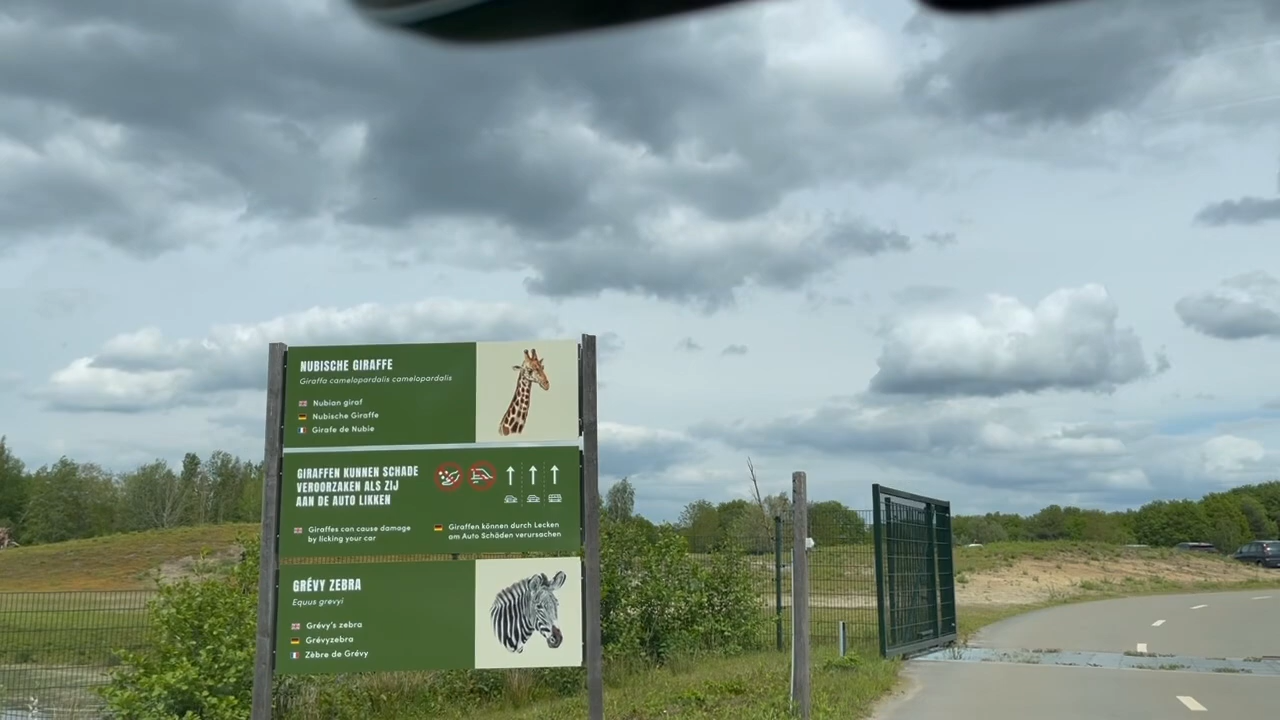 NUBISCHE GIRAFFE
Giraffa camelopardalis camelopardalis
Nubian giraf
Nubische Giraffe
Girafe de Nubie
GIRAFFEN KUNNEN SCHADE
VEROORZAKEN ALS ZIJ
AAN DE AUTO LIKKEN
Giraffes can cause damage
by licking your car
Giraffen können durch Lecken
am Auto Schäden verursachen
GRÉVY ZEBRA
Equus grevyi
Grévy's zebra
Grévyzebra
Zèbre de Grévy